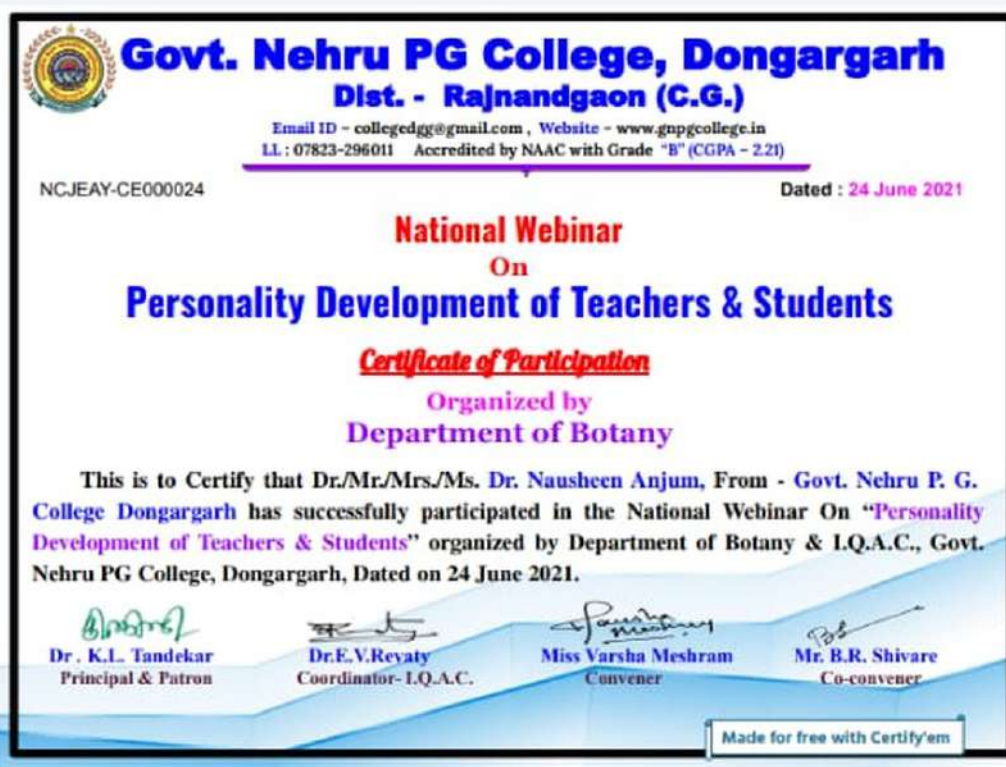 Govt. Nehru PG College, Dongargarh
Dist. - Rajnandgaon (C.G.)
Email ID - collegedgg@gmail.com , Website - www.gnpgcollege.in
LL : 07823-296011 Accredited by NAAC with Grade "B" (CGPA - 2.21)
NCJEAY-CE000024 Dated : 24 June 2021
National Webinar
On
Personality Development of Teachers & Students
Certificate of Participation
Organized by
Department of Botany
This is to Certify that Dr./Mr./Mrs./Ms. Dr. Nausheen Anjum, From - Govt. Nehru P. G.
College Dongargarh has successfully participated in the National Webinar On “Personality
Development of Teachers & Students” organized by Department of Botany & I.Q.A.C., Govt.
Nehru PG College, Dongargarh, Dated on 24 June 2021.
Varsha
Meshram
Dr . K.L. Tandekar Dr.E.V.Revaty Miss Varsha Meshram Mr. B.R. Shivare
Principal & Patron Coordinator- I.Q.A.C. Convener Co-convener
Made for free with Certify'em